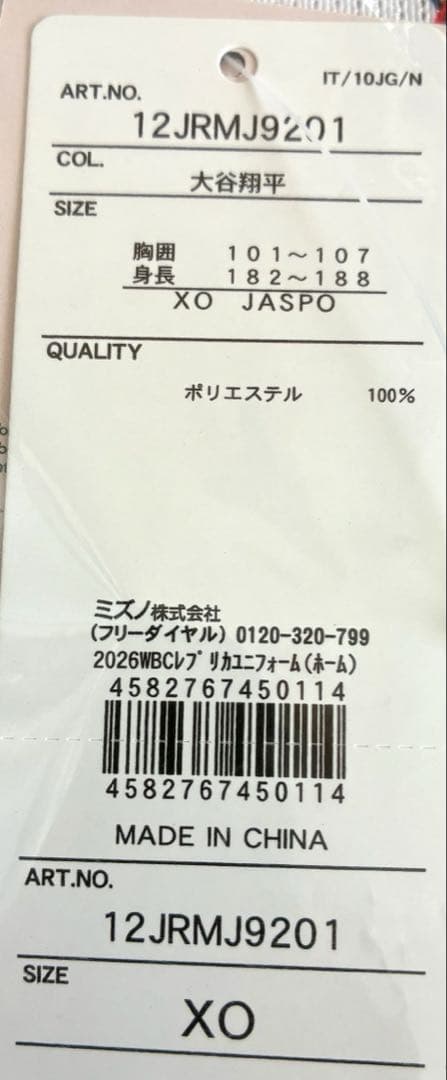 IT/10JG/N
ART.NO.
12JRMJ9201
COL.
大谷翔平
SIZE
胸囲 101～107
身長 182～188
XO JASPO
QUALITY
ポリエステル 100%
ミズノ株式会社
(フリーダイヤル) 0120-320-799
2026WBCﾚﾌﾟﾘｶﾕﾆﾌｫｰﾑ(ﾎｰﾑ)
4582767450114
4582767450114
MADE IN CHINA
ART.NO.
12JRMJ9201
SIZE
XO